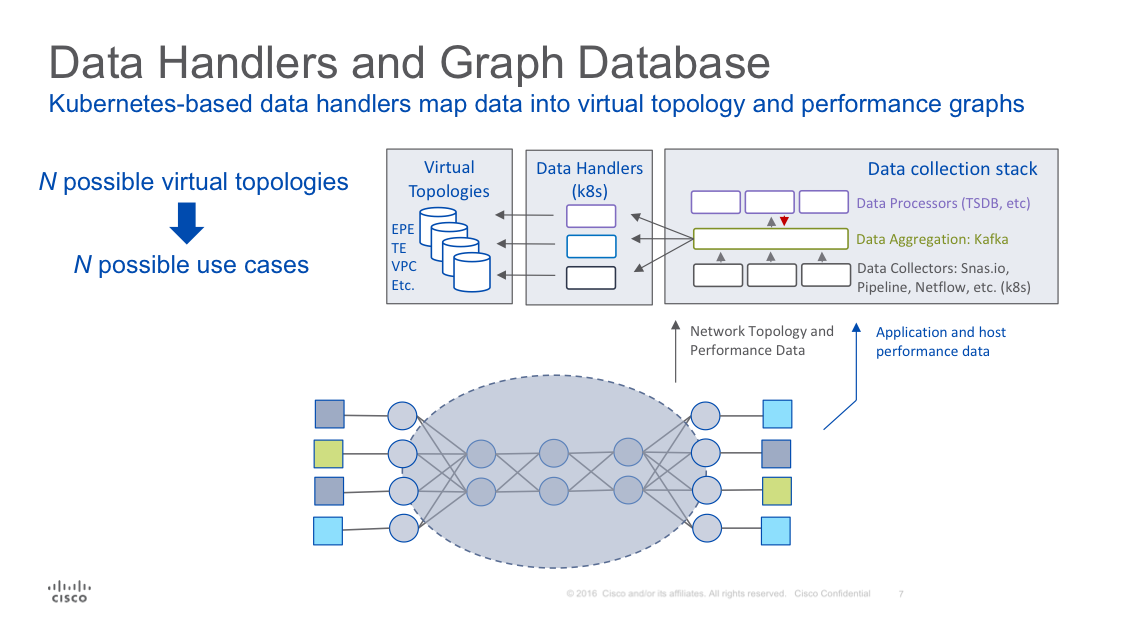 Data Handlers and Graph Database
Kubernetes-based data handlers map data into virtual topology and performance graphs
N possible virtual topologies
N possible use cases
Virtual
Topologies
EPE
TE
VPC
Etc.
Data Handlers
(k8s)
Data collection stack
Data Processors (TSDB, etc)
Data Aggregation: Kafka
Data Collectors: Snas.io,
Pipeline, Netflow, etc. (k8s)
Network Topology and
Performance Data
Application and host
performance data
CISCO
© 2016 Cisco and/or its affiliates. All rights reserved. Cisco Confidential
7